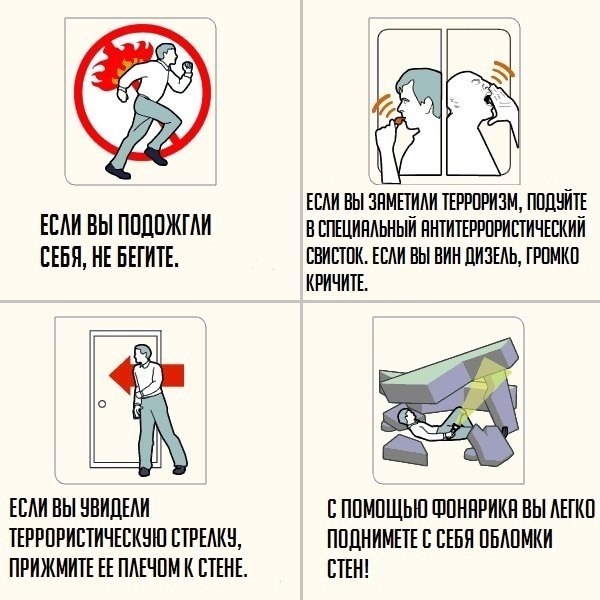 ЕСЛИ ВЫ ПОДОЖГЛИ
СЕБЯ, НЕ БЕГИТЕ.
ЕСЛИ ВЫ ЗАМЕТИЛИ ТЕРРОРИЗМ, ПОДУЙТЕ
В СПЕЦИАЛЬНЫЙ АНТИТЕРРОРИСТИЧЕСКИЙ
СВИСТОК. ЕСЛИ ВЫ ВИН ДИЗЕЛЬ, ГРОМКО
КРИЧИТЕ.
ЕСЛИ ВЫ УВИДЕЛИ
ТЕРРОРИСТИЧЕСКУЮ СТРЕЛКУ,
ПРИЖМИТЕ ЕЕ ПЛЕЧОМ К СТЕНЕ.
С ПОМОЩЬЮ ФОНАРИКА ВЫ ЛЕГКО
ПОДНИМЕТЕ С СЕБЯ ОБЛОМКИ
СТЕН!